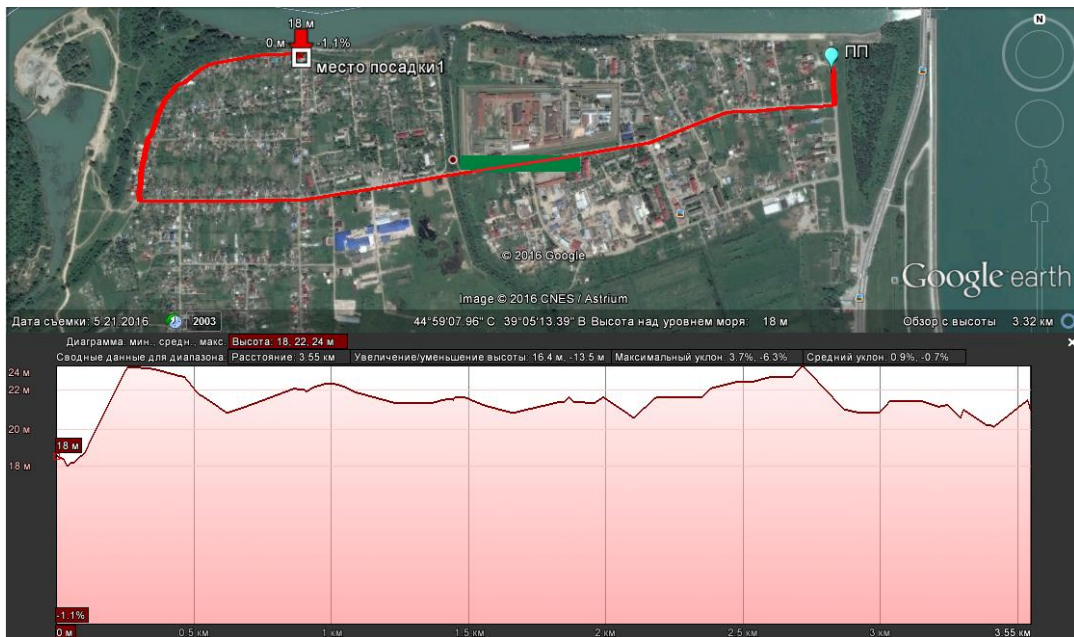 18 м
0 м -1.1%
место посадки1
ПП
N
© 2016 Google
Google earth
Image © 2016 CNES / Astrium
Дата съемки: 5.21.2016 2003 44°59'07.96" С 39°05'13.39" В Высота над уровнем моря: 18 м Обзор с высоты 3.32 км
Диаграмма: мин., средн., макс. Высота: 18, 22, 24 м
Сводные данные для диапазона: Расстояние: 3.55 км Увеличение/уменьшение высоты: 16.4 м, -13.5 м Максимальный уклон: 3.7%, -6.3% Средний уклон: 0.9%, -0.7%
24 м
22 м
20 м
18 м
18 м
-1.1%
0 м 0.5 км 1 км 1.5 км 2 км 2.5 км 3 км 3.55 км